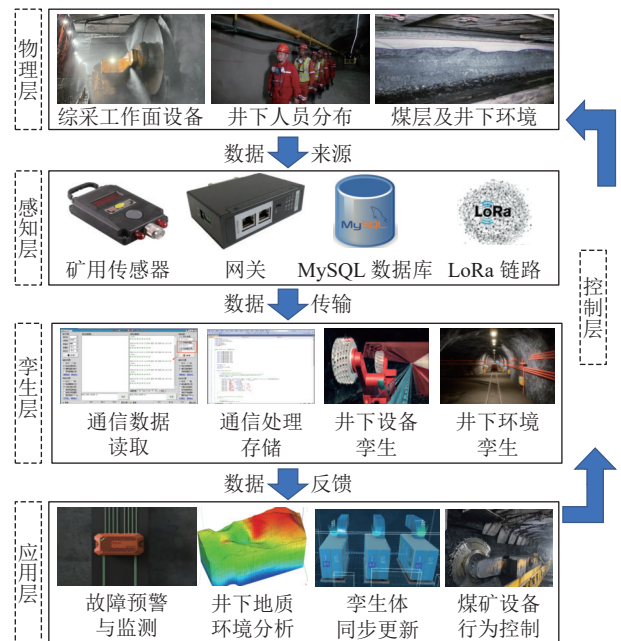 物理层
综采工作面设备
井下人员分布
煤层及井下环境
数据 来源
感知层
MySQL
LoRa
矿用传感器
网关
MySQL 数据库
LoRa 链路
数据 传输
控制层
孪生层
通信数据
读取
通信处理
存储
井下设备
孪生
井下环境
孪生
数据 反馈
应用层
故障预警
与监测
井下地质
环境分析
孪生体
同步更新
煤矿设备
行为控制